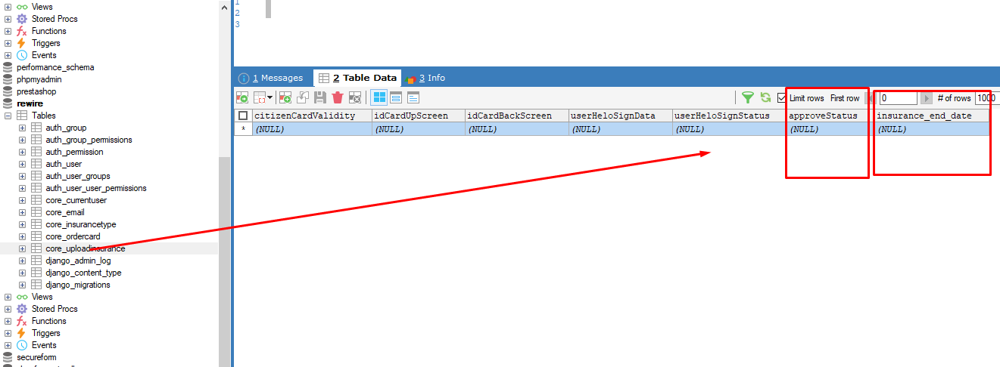 Views
Stored Procs
Functions
Triggers
Events
performance_schema
phpmyadmin
prestashop
rewire
Tables
auth_group
auth_group_permissions
auth_permission
auth_user
auth_user_groups
auth_user_user_permissions
core_currentuser
core_email
core_insurancetype
core_ordercard
core_uploadinsurance
django_admin_log
django_content_type
django_migrations
Views
Stored Procs
Functions
Triggers
Events
secureform
1
2
3
1 Messages 2 Table Data 3 Info
Limit rows First row 0 # of rows 1000
citizenCardValidity idCardUpScreen idCardBackScreen userHeloSignData userHeloSignStatus approveStatus insurance_end_date
* (NULL) (NULL) (NULL) (NULL) (NULL) (NULL) (NULL)